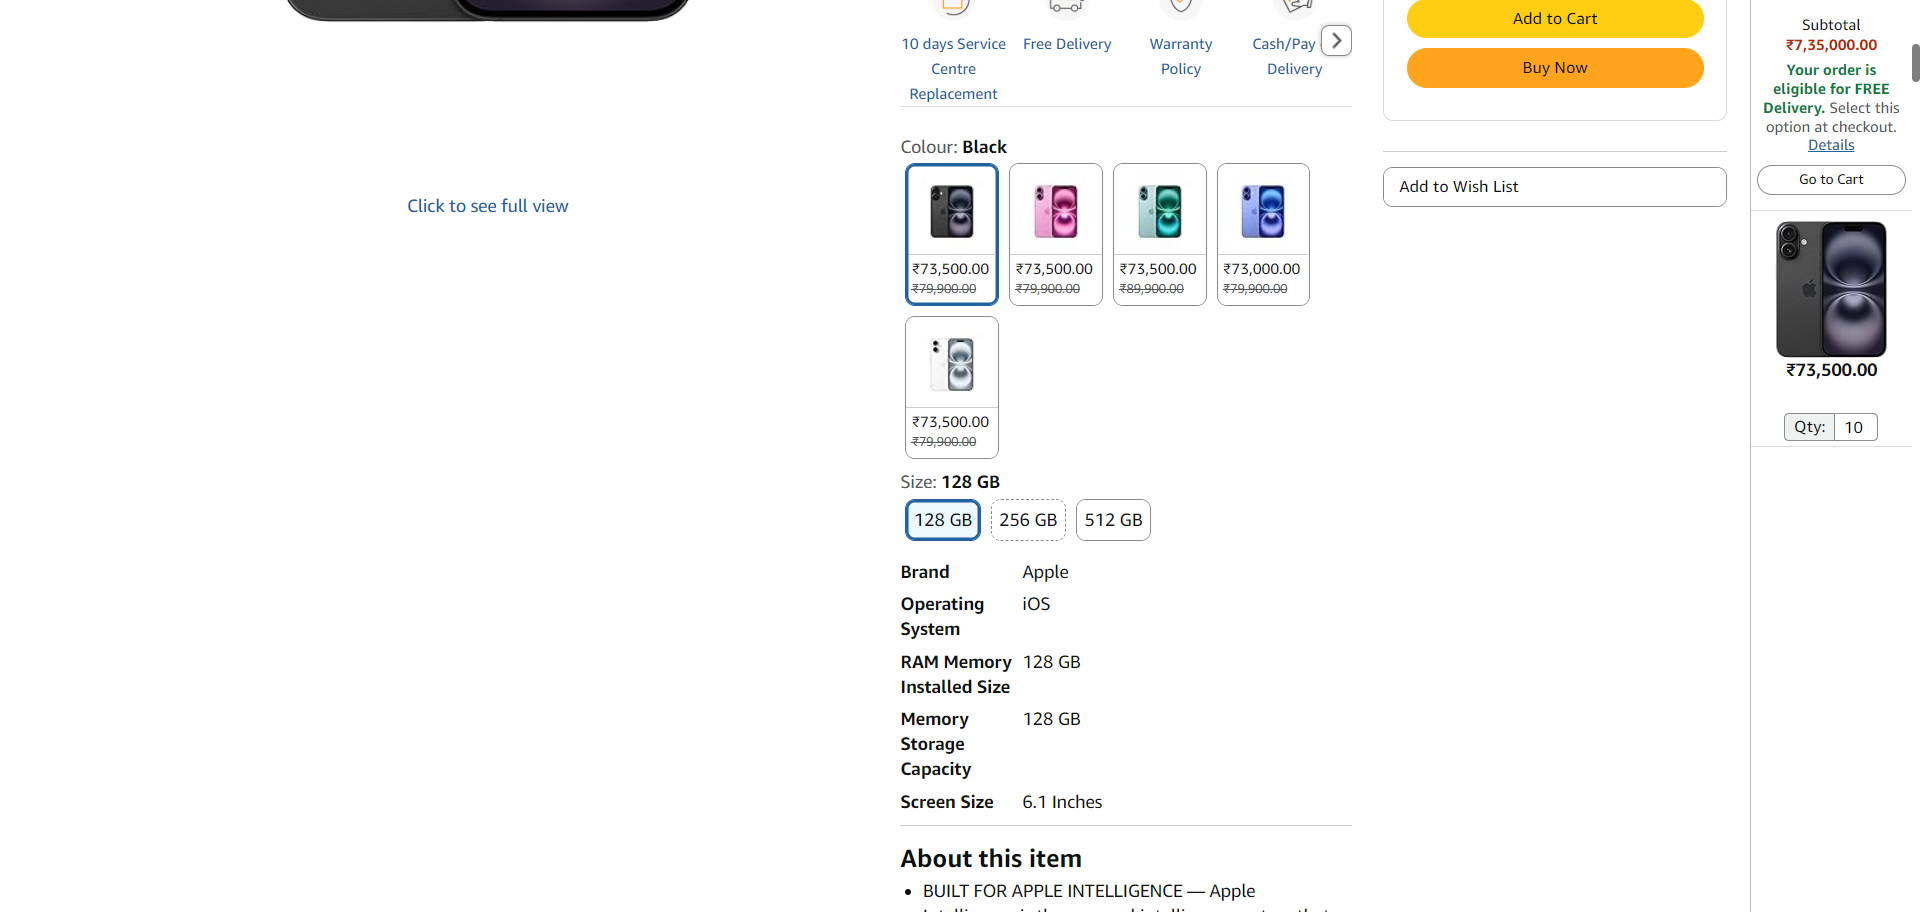 10 days Service
Centre
Replacement
Free Delivery
Warranty
Policy
Cash/Pay
Delivery
Click to see full view
Colour: Black
₹73,500.00
₹79,900.00
₹73,500.00
₹79,900.00
₹73,500.00
₹89,900.00
₹73,000.00
₹79,900.00
₹73,500.00
₹79,900.00
Size: 128 GB
128 GB
256 GB
512 GB
Brand Apple
Operating iOS
System
RAM Memory 128 GB
Installed Size
Memory 128 GB
Storage
Capacity
Screen Size 6.1 Inches
About this item
• BUILT FOR APPLE INTELLIGENCE — Apple
Add to Cart
Buy Now
Add to Wish List
Subtotal
₹7,35,000.00
Your order is
eligible for FREE
Delivery. Select this
option at checkout.
Details
Go to Cart
₹73,500.00
Qty: 10